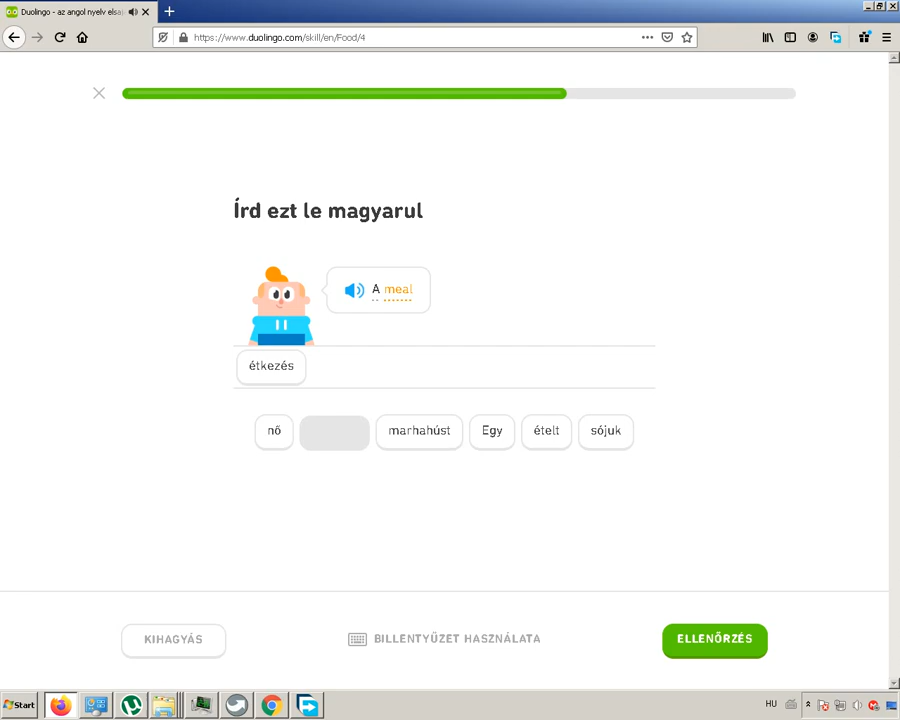 Duolingo - az angol nyelv elsa
https://www.duolingo.com/skill/en/Food/4
Írd ezt le magyarul
A meal
étkezés
nő
marhahúst
Egy
ételt
sójuk
KIHAGYÁS
BILLENTYŰZET HASZNÁLATA
ELLENŐRZÉS
Start
HU